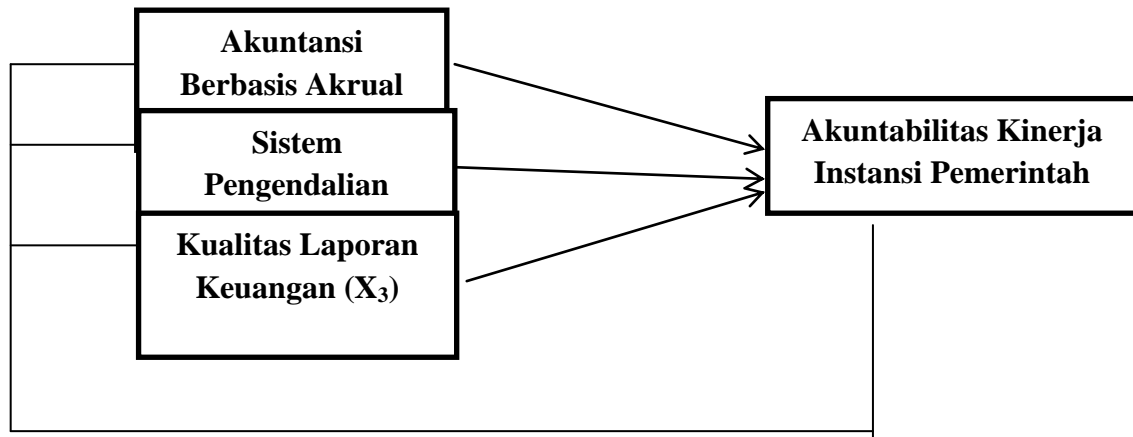 Akuntansi
Berbasis Akrual
Sistem
Pengendalian
Kualitas Laporan
Keuangan (X₃)
Akuntabilitas Kinerja
Instansi Pemerintah